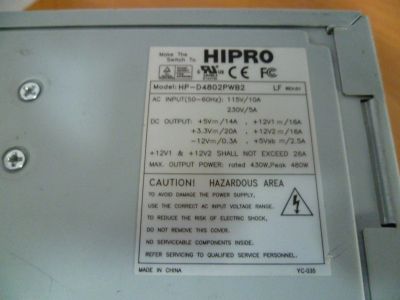 Make The
Switch To HIPRO
Model: HP-D4802PWB2 LF
AC INPUT(50-60Hz): 115V/10A
230V/5A
DC OUTPUT: +5V⎓/14A , +12V1⎓/16A
+3.3V⎓/20A , +12V2⎓/16A
-12V⎓/0.3A , +5Vsb⎓/2.5A
+12V1 & +12V2 SHALL NOT EXCEED 26A
MAX. OUTPUT POWER: rated 430W,Peak 480W
CAUTION! HAZARDOUS AREA
TO AVOID DAMAGE THE POWER SUPPLY,
USE THE CORRECT AC INPUT VOLTAGE RANGE.
TO REDUCE THE RISK OF ELECTRIC SHOCK,
DO NOT REMOVE THIS COVER.
NO SERVICEABLE COMPONENTS INSIDE.
REFER SERVICING TO QUALIFIED SERVICE PERSONNEL.
MADE IN CHINA YC-035